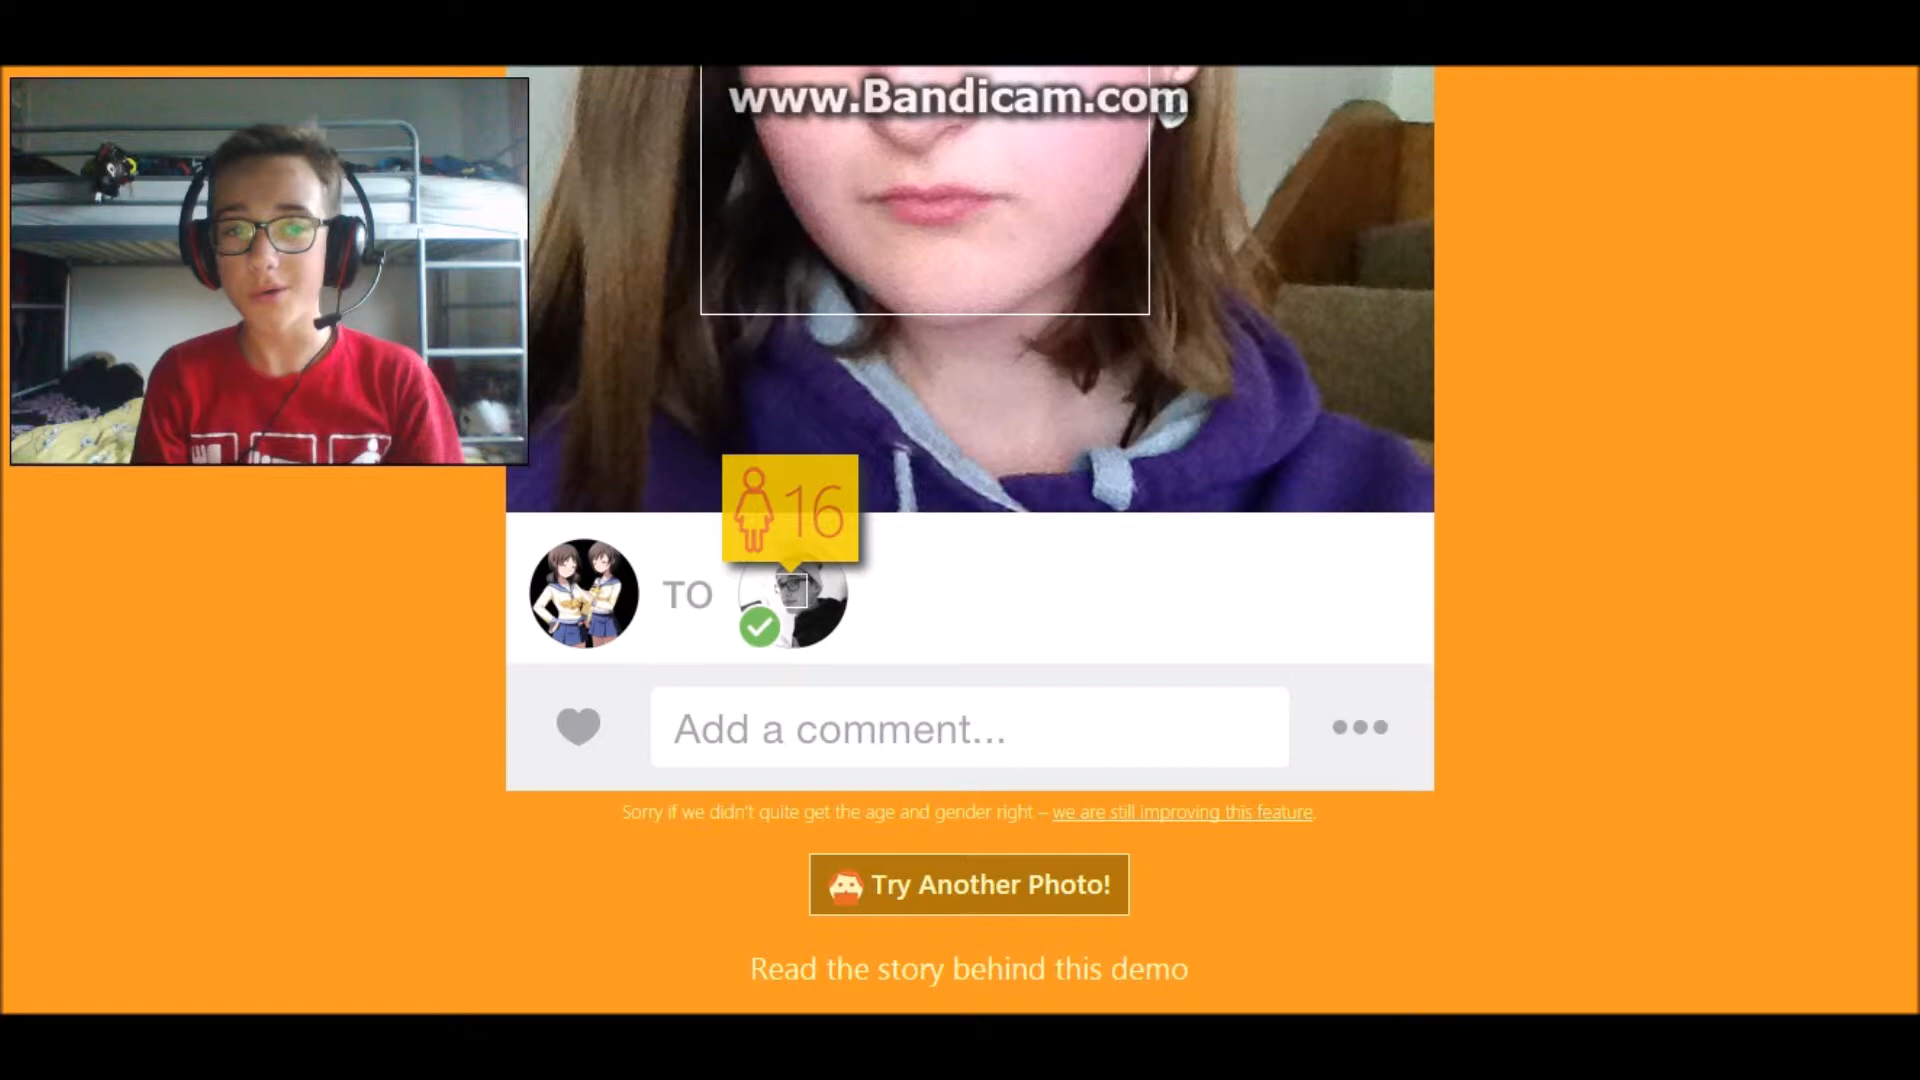 www.Bandicam.com
16
TO
Add a comment...
Sorry if we didn't quite get the age and gender right – we are still improving this feature.
Try Another Photo!
Read the story behind this demo